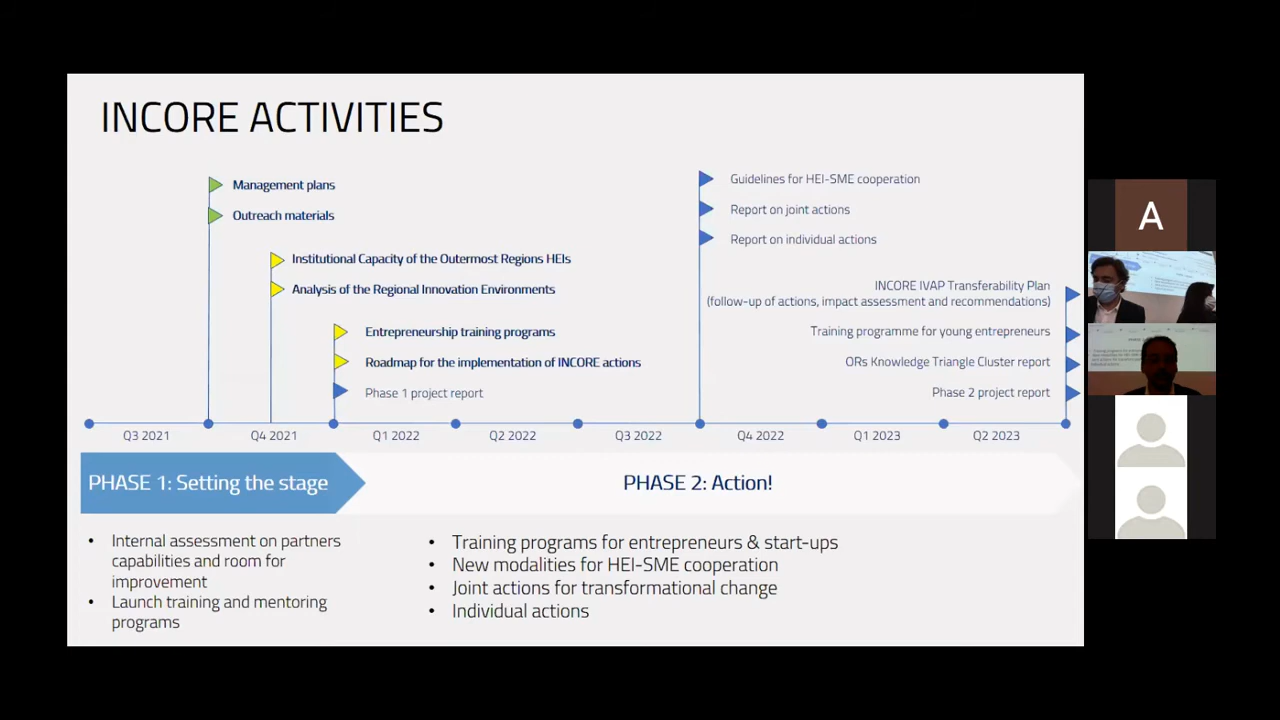 INCORE ACTIVITIES
Management plans
Outreach materials
Institutional Capacity of the Outermost Regions HEIs
Analysis of the Regional Innovation Environments
Entrepreneurship training programs
Roadmap for the implementation of INCORE actions
Phase 1 project report
Guidelines for HEI-SME cooperation
Report on joint actions
Report on individual actions
INCORE IVAP Transferability Plan
(follow-up of actions, impact assessment and recommendations)
Training programme for young entrepreneurs
ORs Knowledge Triangle Cluster report
Phase 2 project report
Q3 2021
Q4 2021
Q1 2022
Q2 2022
Q3 2022
Q4 2022
Q1 2023
Q2 2023
PHASE 1: Setting the stage
PHASE 2: Action!
• Internal assessment on partners
capabilities and room for
improvement
• Launch training and mentoring
programs
• Training programs for entrepreneurs & start-ups
• New modalities for HEI-SME cooperation
• Joint actions for transformational change
• Individual actions
A